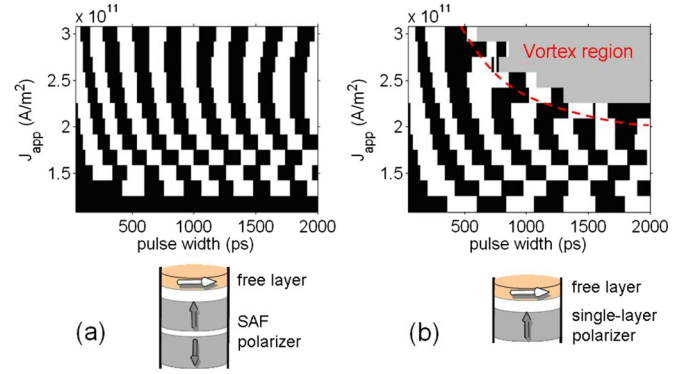 x 10¹¹
3
2.5
2
1.5
J_app (A/m²)
500 1000 1500 2000
pulse width (ps)
x 10¹¹
3
2.5
2
1.5
J_app (A/m²)
Vortex region
500 1000 1500 2000
pulse width (ps)
(a)
free layer
SAF
polarizer
(b)
free layer
single-layer
polarizer